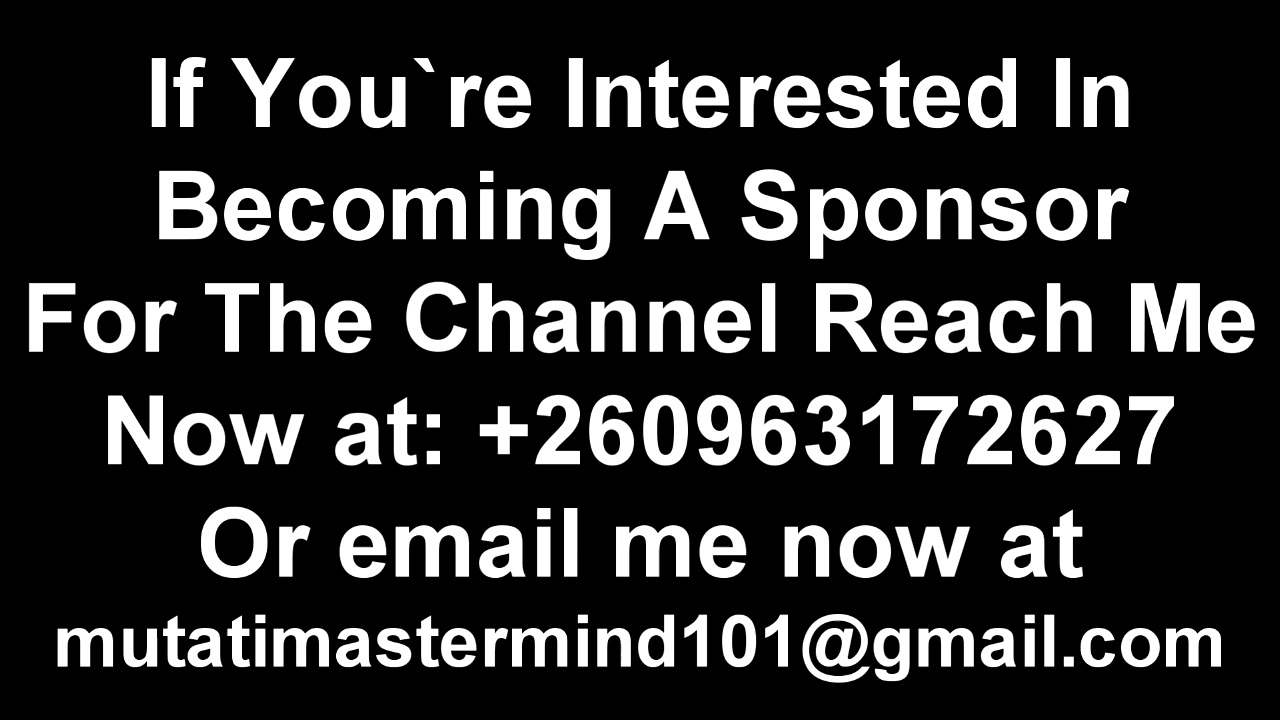 If You`re Interested In
Becoming A Sponsor
For The Channel Reach Me
Now at: +260963172627
Or email me now at
mutatimastermind101@gmail.com